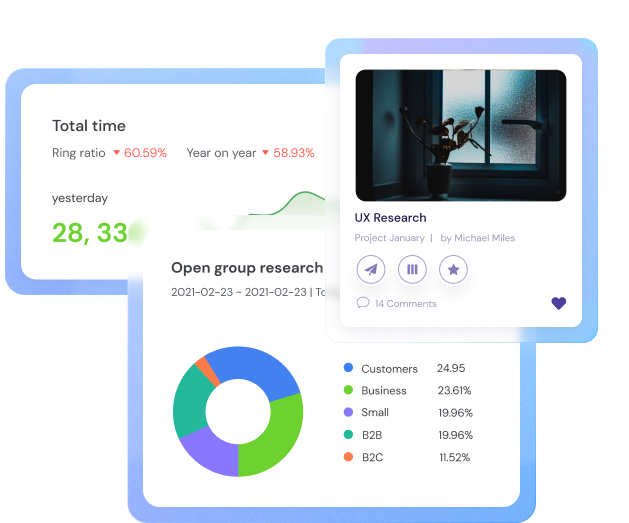 Total time
Ring ratio 60.59% Year on year 58.93%
yesterday
28, 33
UX Research
Project January | by Michael Miles
14 Comments
Open group research
2021-02-23 ~ 2021-02-23 |
Customers 24.95
Business 23.61%
Small 19.96%
B2B 19.96%
B2C 11.52%